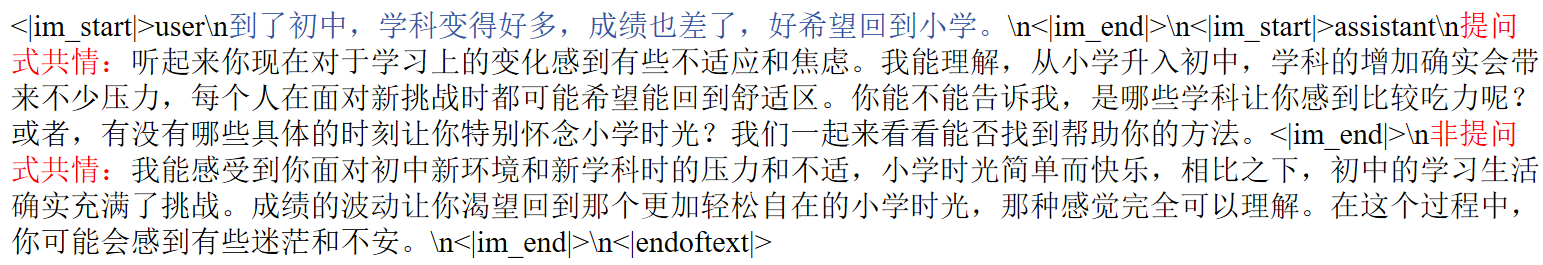 <|im_start|>user\n到了初中，学科变得好多，成绩也差了，好希望回到小学。\n<|im_end|>\n<|im_start|>assistant\n提问
式共情：听起来你现在对于学习上的变化感到有些不适应和焦虑。我能理解，从小学升入初中，学科的增加确实会带
来不少压力，每个人在面对新挑战时都可能希望能回到舒适区。你能不能告诉我，是哪些学科让你感到比较吃力呢？
或者，有没有哪些具体的时刻让你特别怀念小学时光？我们一起来看看能否找到帮助你的方法。<|im_end|>\n非提问
式共情：我能感受到你面对初中新环境和新学科时的压力和不适，小学时光简单而快乐，相比之下，初中的学习生活
确实充满了挑战。成绩的波动让你渴望回到那个更加轻松自在的小学时光，那种感觉完全可以理解。在这个过程中，
你可能会感到有些迷茫和不安。\n<|im_end|>\n<|endoftext|>